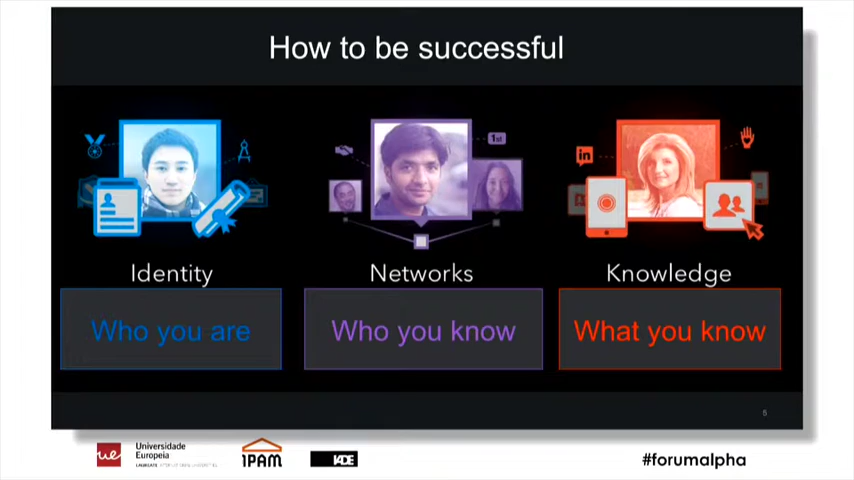 How to be successful
1st
in
Identity
Networks
Knowledge
Who you are
Who you know
What you know
ue
Universidade
Europeia
IPAM
IADE
#forumalpha